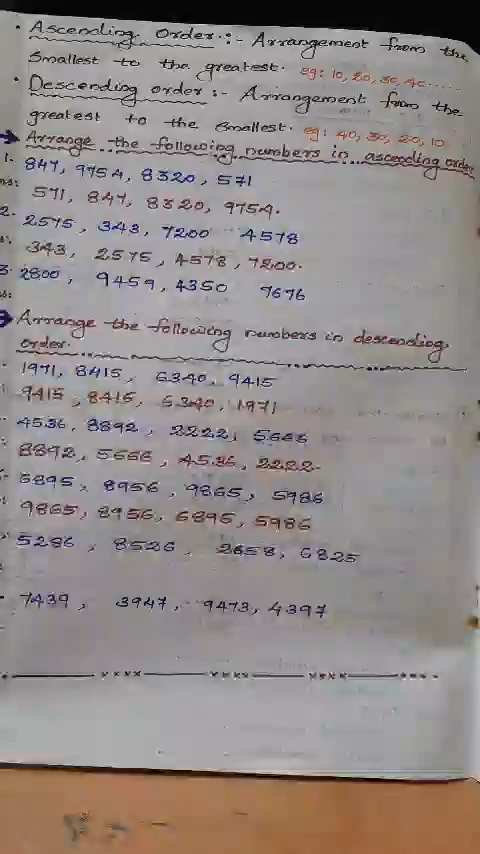 • Ascending Order :- Arrangement from the
smallest to the greatest. eg: 10, 20, 30, 40......
• Descending order :- Arrangement from the
greatest to the smallest. eg: 40, 30, 20, 10
→ Arrange the following numbers in ascending order
1. 847, 9754, 8320, 571
ns: 571, 847, 8320, 9754.
2. 2575, 343, 7200 4578
s: 343, 2575, 4578, 7200.
3. 2800, 9459, 4350 7676
ns:
→ Arrange the following numbers in descending
order.
1971, 8415, 6340, 9415
9415, 8415, 6340, 1971
4536, 8892, 2222, 5666
8892, 5666, 4536, 2222.
6895, 8956, 9865, 5986
9865, 8956, 6895, 5986
5286, 8526, 2658, 6825
7439, 3947, 9473, 4397